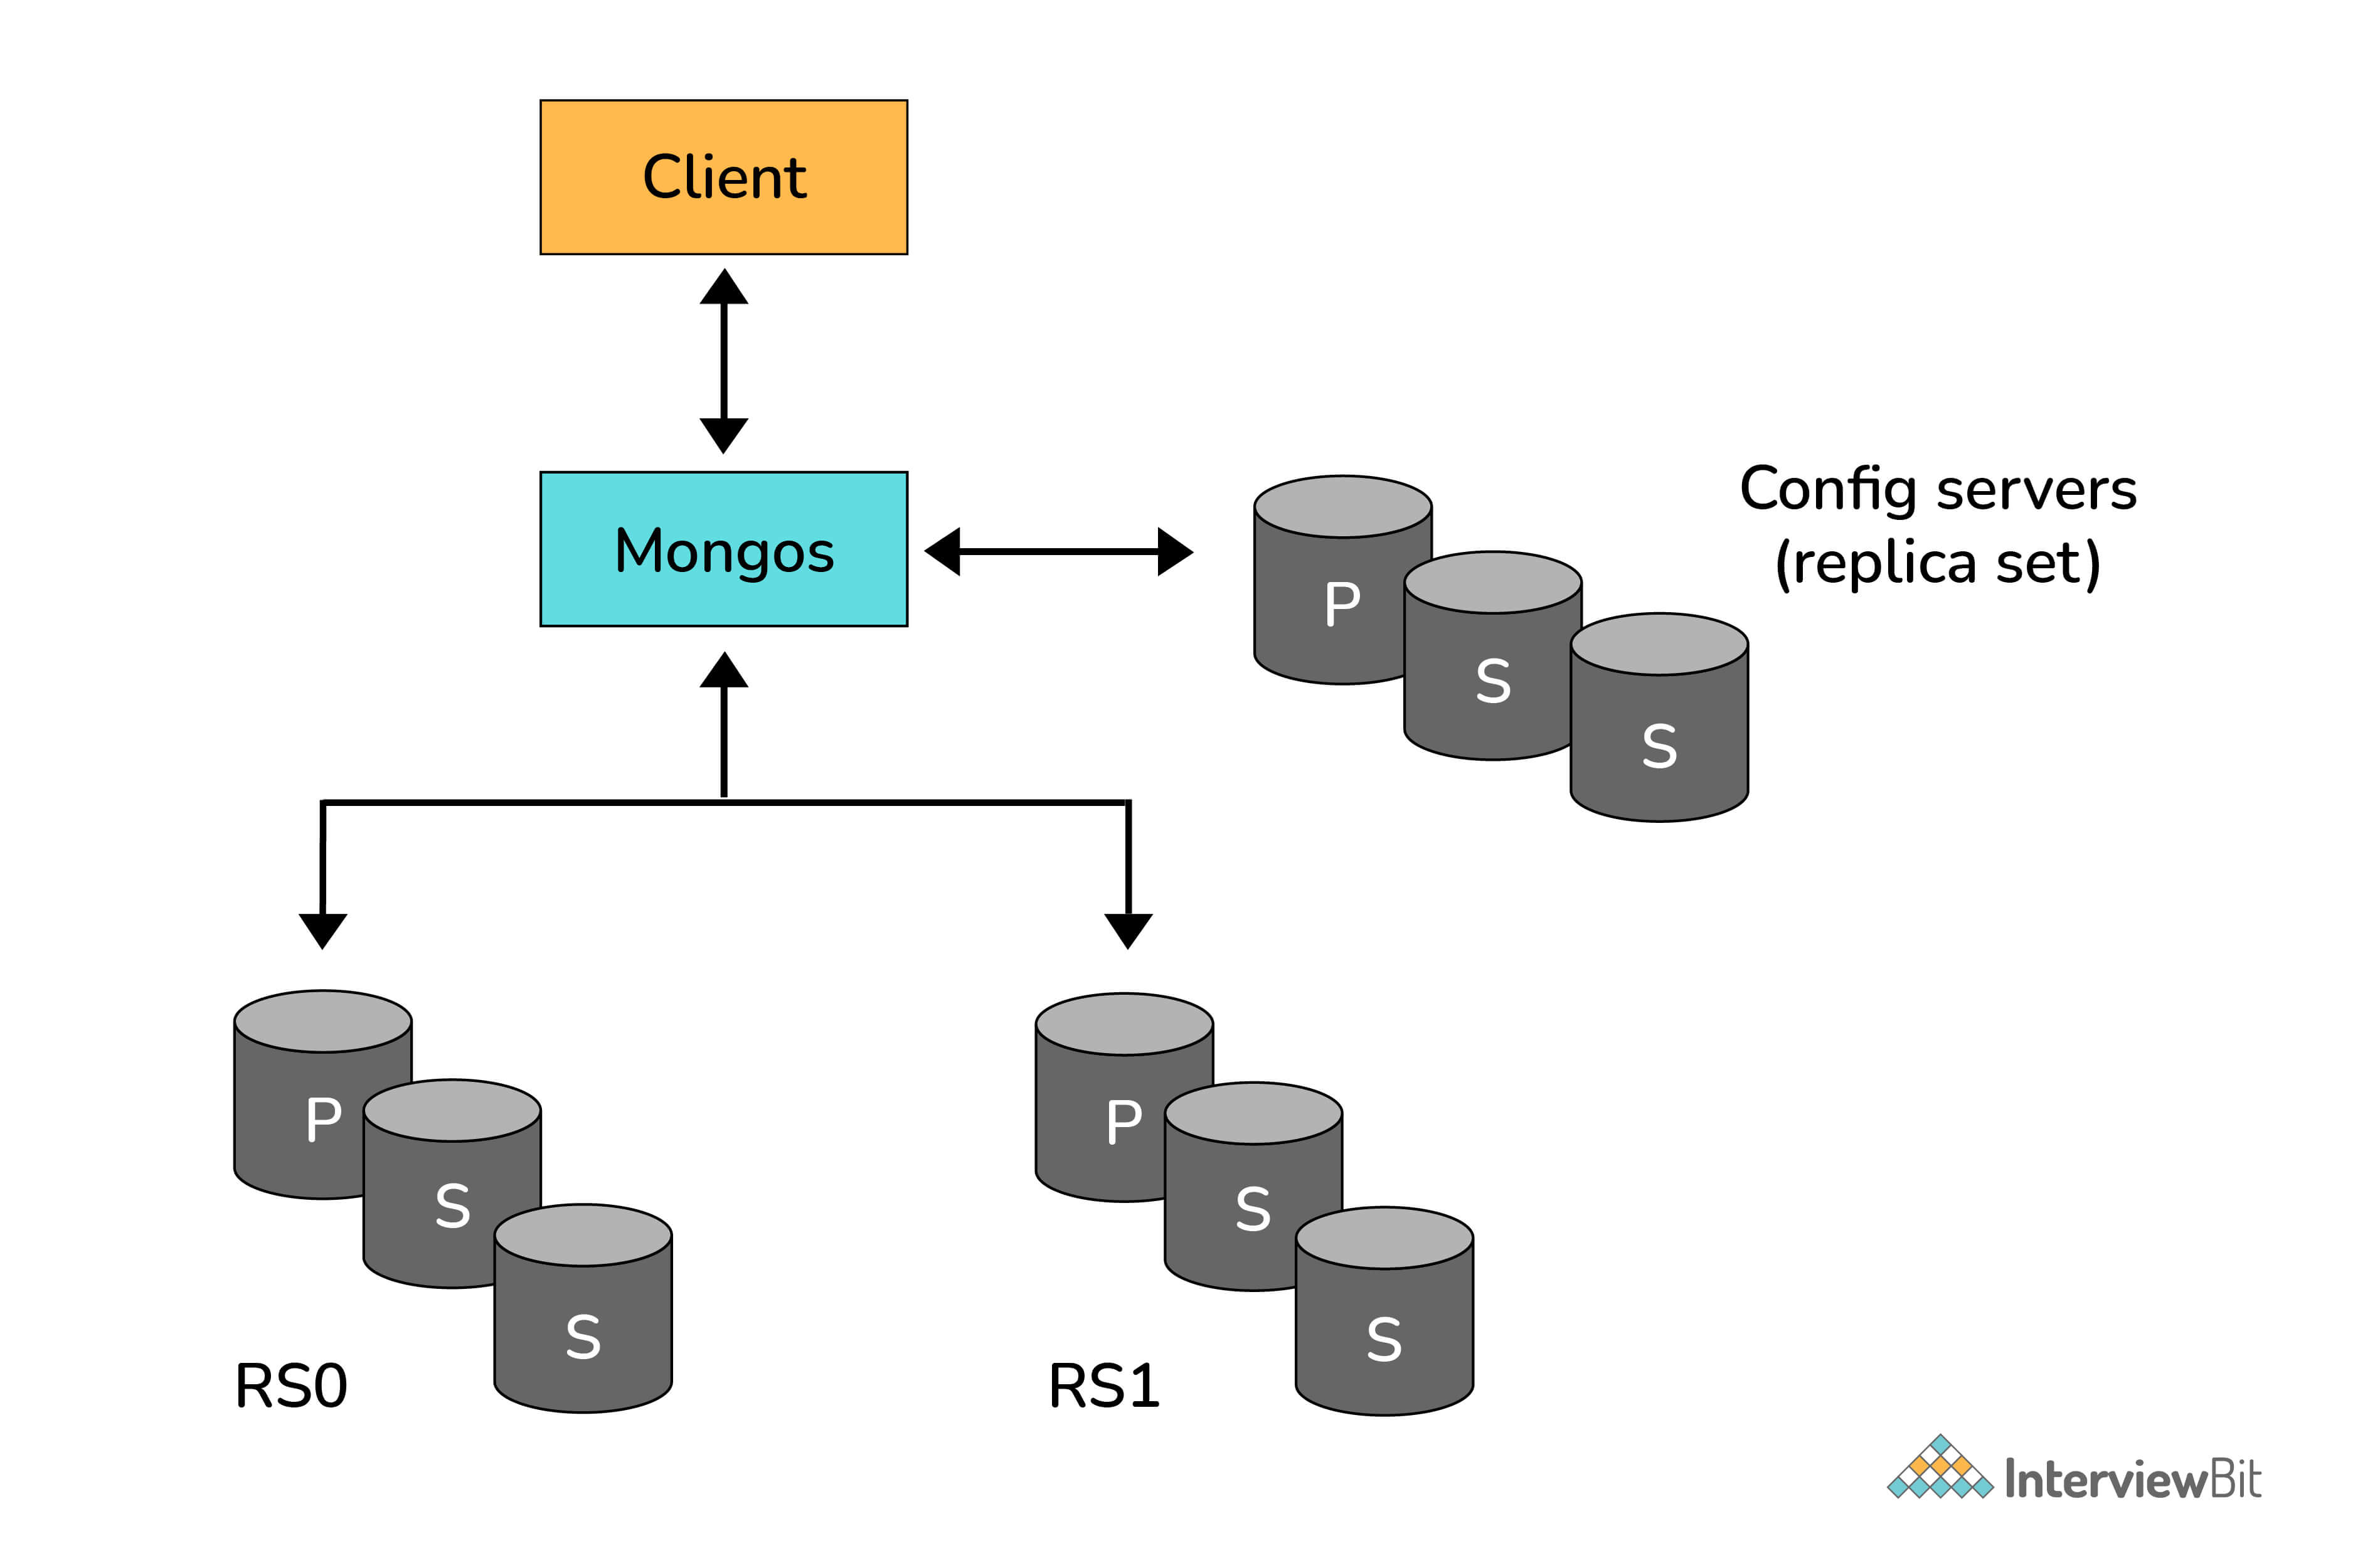 Client
Mongos
Config servers
(replica set)
P
S
S
P
S
S
RS0
P
S
S
RS1
InterviewBit